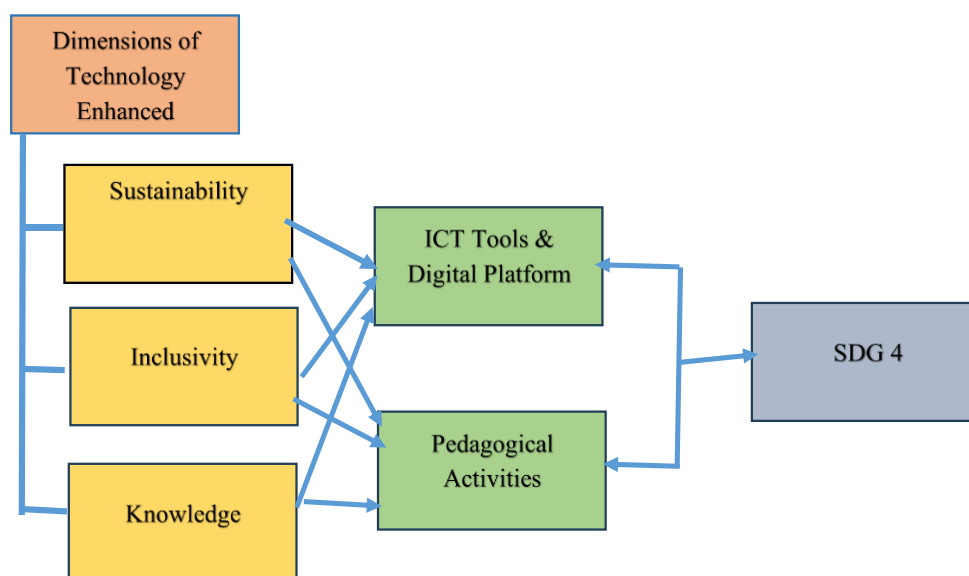 Dimensions of
Technology
Enhanced
Sustainability
Inclusivity
Knowledge
ICT Tools &
Digital Platform
Pedagogical
Activities
SDG 4